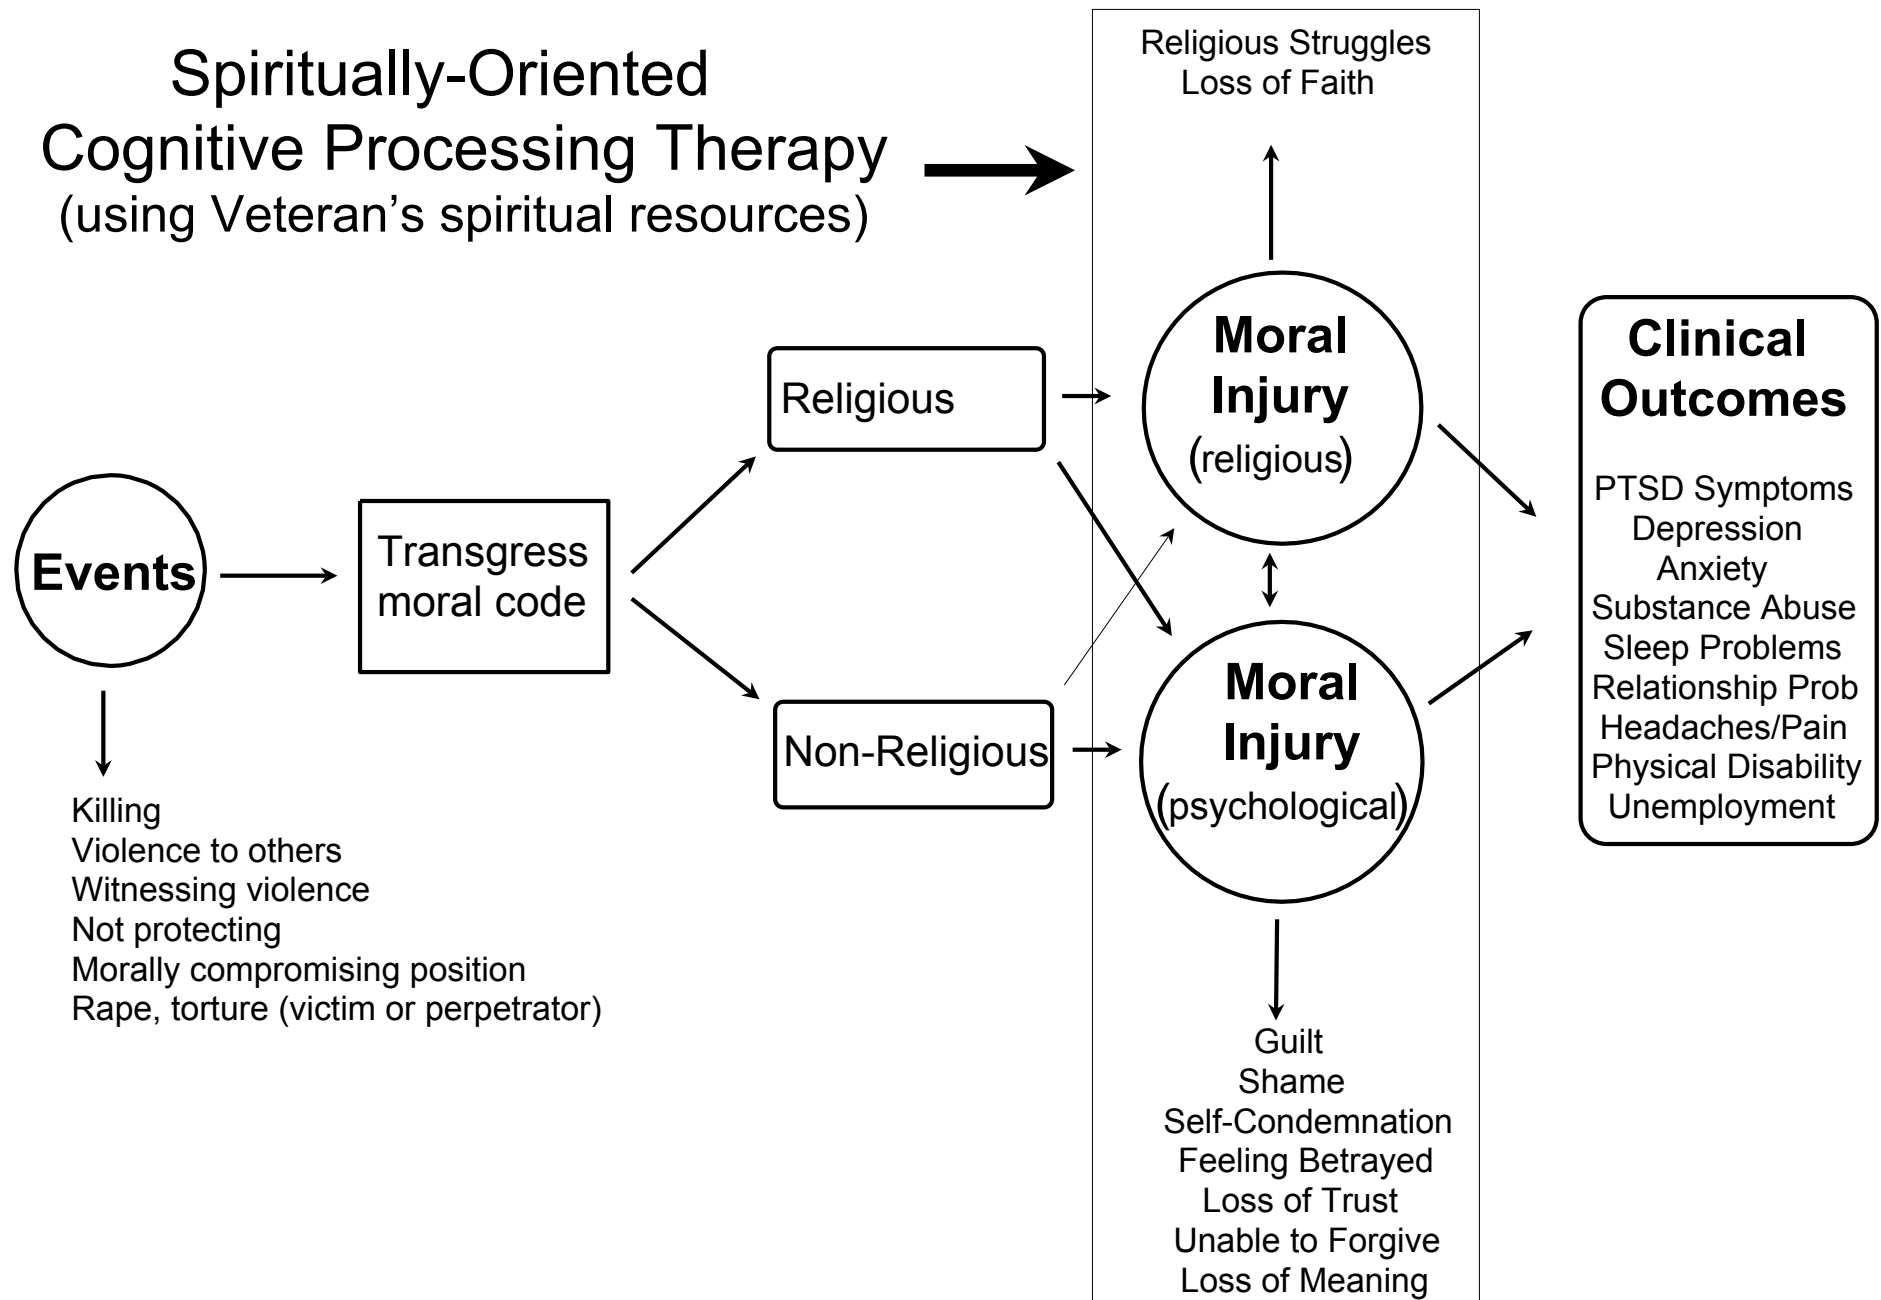 Spiritually-Oriented
Cognitive Processing Therapy
(using Veteran’s spiritual resources)
Religious Struggles
Loss of Faith
Events
Killing
Violence to others
Witnessing violence
Not protecting
Morally compromising position
Rape, torture (victim or perpetrator)
Transgress
moral code
Religious
Non-Religious
Moral
Injury
(religious)
Moral
Injury
(psychological)
Guilt
Shame
Self-Condemnation
Feeling Betrayed
Loss of Trust
Unable to Forgive
Loss of Meaning
Clinical
Outcomes
PTSD Symptoms
Depression
Anxiety
Substance Abuse
Sleep Problems
Relationship Prob
Headaches/Pain
Physical Disability
Unemployment